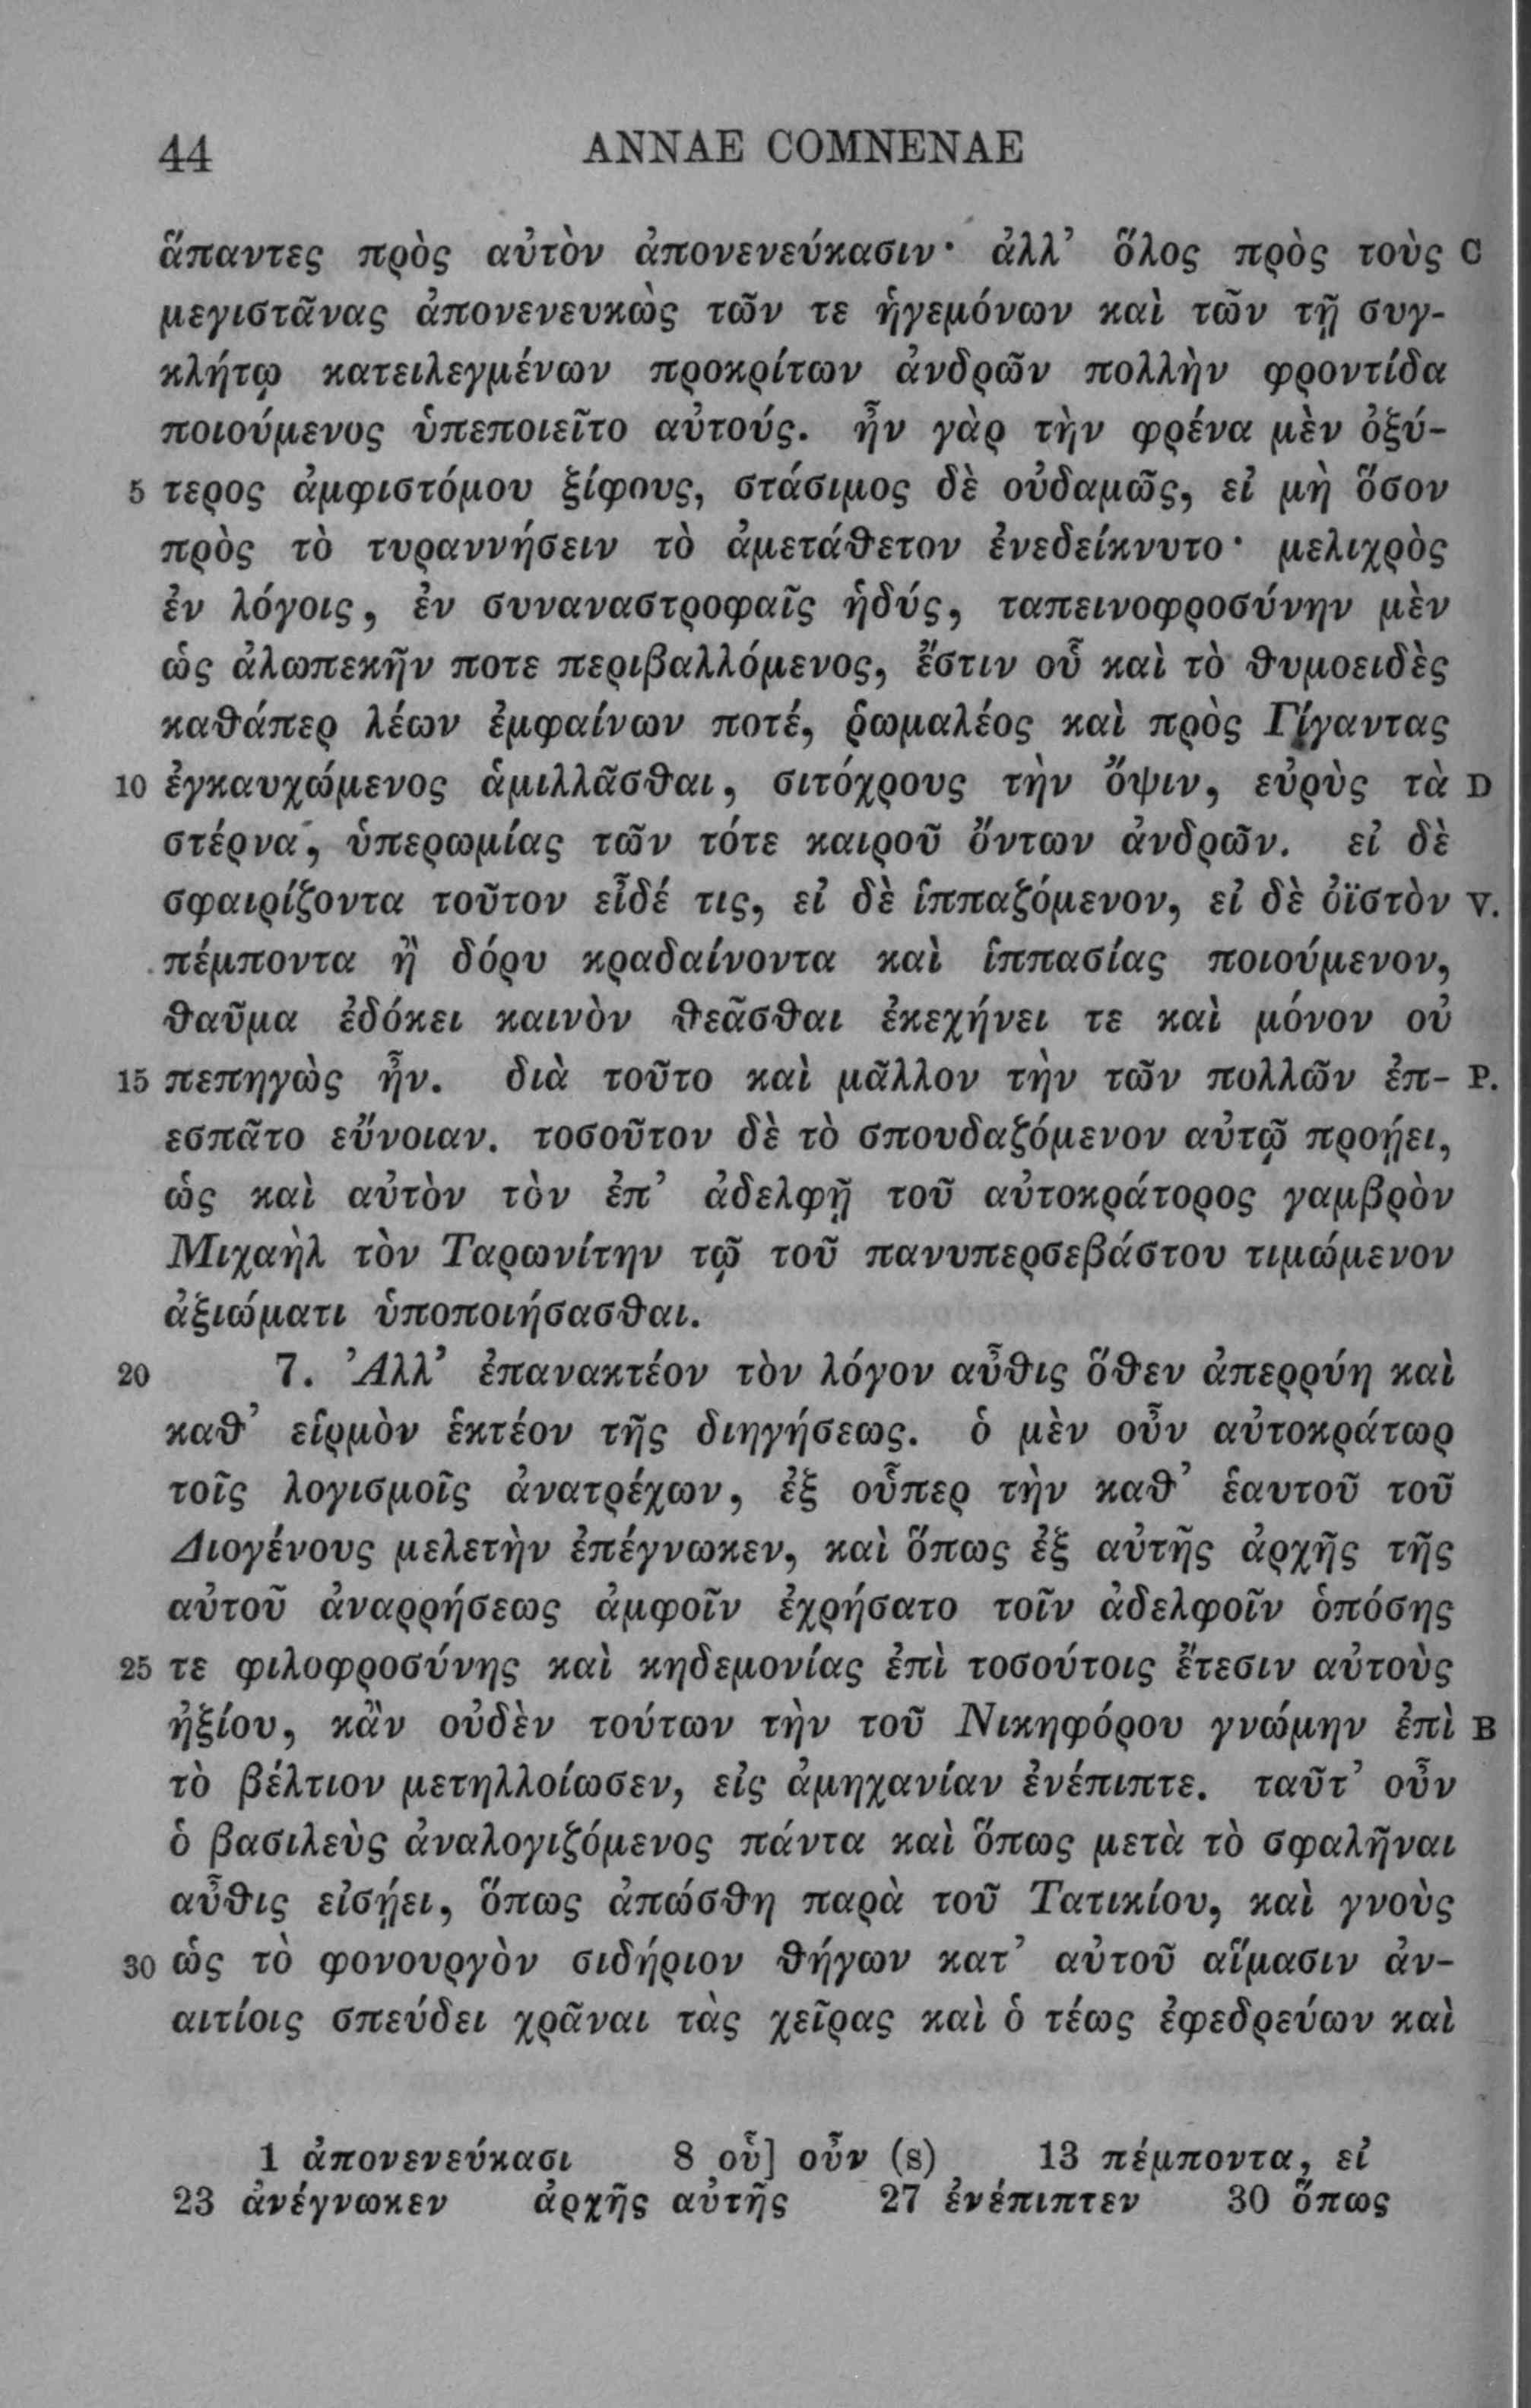 44 ANNAE COMNENAE
ἅπαντες πρὸς αὐτὸν ἀπονενεύκασιν· ἀλλ’ ὅλος πρὸς τοὺς C
μεγιστᾶνας ἀπονενευκὼς τῶν τε ἡγεμόνων καὶ τῶν τῇ συγ-
κλήτῳ κατειλεγμένων προκρίτων ἀνδρῶν πολλὴν φροντίδα
ποιούμενος ὑπεποιεῖτο αὐτούς. ἦν γὰρ τὴν φρένα μὲν ὀξύ-
5 τερος ἀμφιστόμου ξίφους, στάσιμος δὲ οὐδαμῶς, εἰ μὴ ὅσον
πρὸς τὸ τυραννήσειν τὸ ἀμετάθετον ἐνεδείκνυτο· μελιχρὸς
ἐν λόγοις, ἐν συναναστροφαῖς ἡδύς, ταπεινοφροσύνην μὲν
ὡς ἀλωπεκῆν ποτε περιβαλλόμενος, ἔστιν οὗ καὶ τὸ θυμοειδὲς
καθάπερ λέων ἐμφαίνων ποτέ, ῥωμαλέος καὶ πρὸς Γίγαντας
10 ἐγκαυχώμενος ἁμιλλᾶσθαι, σιτόχρους τὴν ὄψιν, εὐρὺς τὰ D
στέρνα, ὑπερωμίας τῶν τότε καιροῦ ὄντων ἀνδρῶν. εἰ δὲ
σφαιρίζοντα τοῦτον εἶδέ τις, εἰ δὲ ἱππαζόμενον, εἰ δὲ ὀϊστὸν V.
πέμποντα ἢ δόρυ κραδαίνοντα καὶ ἱππασίας ποιούμενον,
θαῦμα ἐδόκει καινὸν θεᾶσθαι ἐκεχήνει τε καὶ μόνον οὐ
15 πεπηγὼς ἦν. διὰ τοῦτο καὶ μᾶλλον τὴν τῶν πολλῶν ἐπ- P.
εσπᾶτο εὔνοιαν. τοσοῦτον δὲ τὸ σπουδαζόμενον αὐτῷ προῄει,
ὡς καὶ αὐτὸν τὸν ἐπ’ ἀδελφῇ τοῦ αὐτοκράτορος γαμβρὸν
Μιχαὴλ τὸν Ταρωνίτην τῷ τοῦ πανυπερσεβάστου τιμώμενον
ἀξιώματι ὑποποιήσασθαι.
20 7. Ἀλλ’ ἐπανακτέον τὸν λόγον αὖθις ὅθεν ἀπερρύη καὶ
καθ’ εἱρμὸν ἑκτέον τῆς διηγήσεως. ὁ μὲν οὖν αὐτοκράτωρ
τοῖς λογισμοῖς ἀνατρέχων, ἐξ οὗπερ τὴν καθ’ ἑαυτοῦ τοῦ
Διογένους μελετὴν ἐπέγνωκεν, καὶ ὅπως ἐξ αὐτῆς ἀρχῆς τῆς
αὐτοῦ ἀναρρήσεως ἀμφοῖν ἐχρήσατο τοῖν ἀδελφοῖν ὁπόσης
25 τε φιλοφροσύνης καὶ κηδεμονίας ἐπὶ τοσούτοις ἔτεσιν αὐτοὺς
ἠξίου, κἂν οὐδὲν τούτων τὴν τοῦ Νικηφόρου γνώμην ἐπὶ B
τὸ βέλτιον μετηλλοίωσεν, εἰς ἀμηχανίαν ἐνέπιπτε. ταῦτ’ οὖν
ὁ βασιλεὺς ἀναλογιζόμενος πάντα καὶ ὅπως μετὰ τὸ σφαλῆναι
αὖθις εἰσῄει, ὅπως ἀπώσθη παρὰ τοῦ Τατικίου, καὶ γνοὺς
30 ὡς τὸ φονουργὸν σιδήριον θήγων κατ’ αὐτοῦ αἵμασιν ἀν-
αιτίοις σπεύδει χρᾶναι τὰς χεῖρας καὶ ὁ τέως ἐφεδρεύων καὶ
1 ἀπονενεύκασι 8 οὗ] οὖν (s) 13 πέμποντα, εἰ
23 ἀνέγνωκεν ἀρχῆς αὐτῆς 27 ἐνέπιπτεν 30 ὅπως